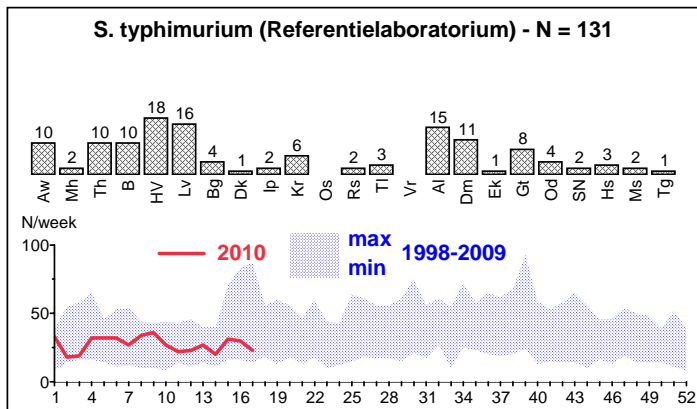 S. typhimurium (Referentielaboratorium) - N = 131
10 2 10 10 18 16 4 1 2 6 2 3 15 11 1 8 4 2 3 2 1
Aw Mh Th B HV Lv Bg Dk Ip Kr Os Rs Tl Vr Al Dm Ek Gt Od SN Hs Ms Tg
N/week
100
2010
max
min
1998-2009
50
0
1 4 7 10 13 16 19 22 25 28 31 34 37 40 43 46 49 52